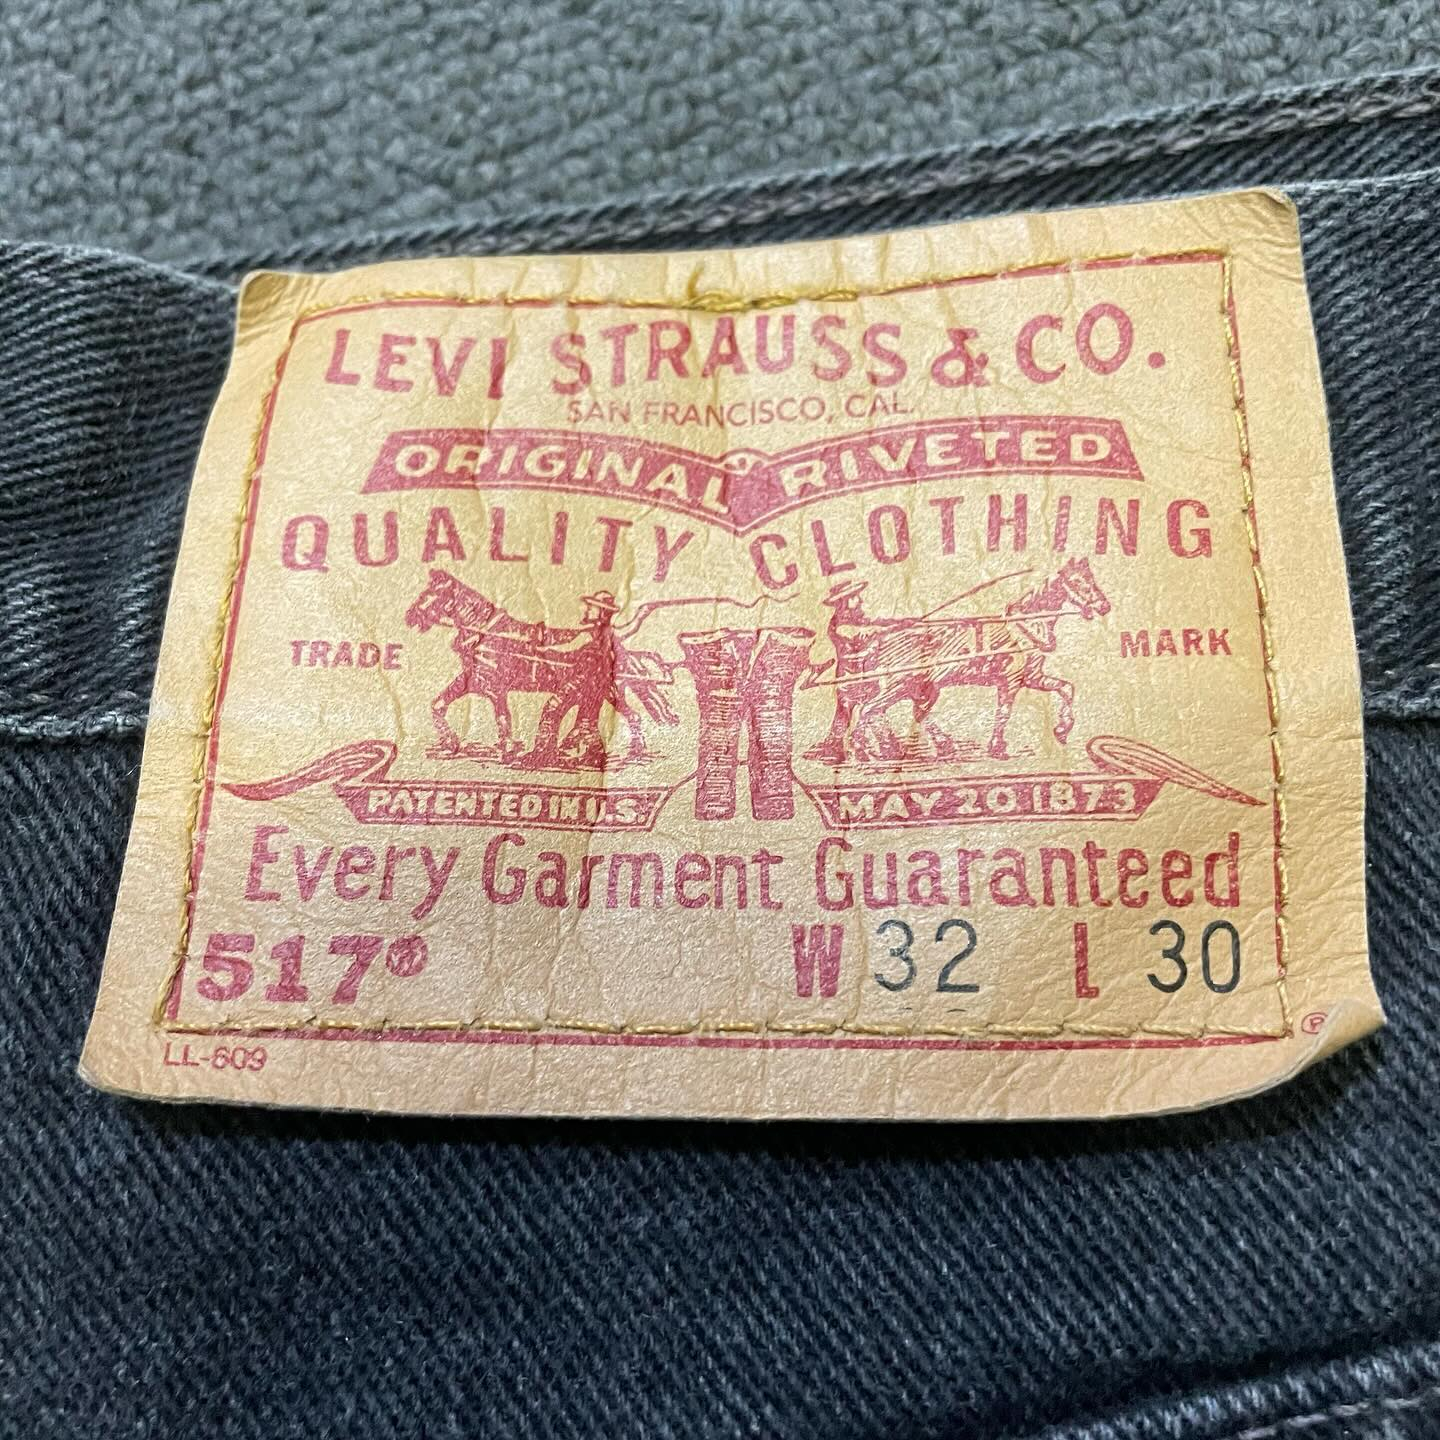 LEVI STRAUSS & CO.
SAN FRANCISCO, CAL.
ORIGINAL RIVETED
QUALITY CLOTHING
TRADE MARK
PATENTED IN U.S. MAY 20 1873
Every Garment Guaranteed
517® W 32 L 30
LL-609 ℗